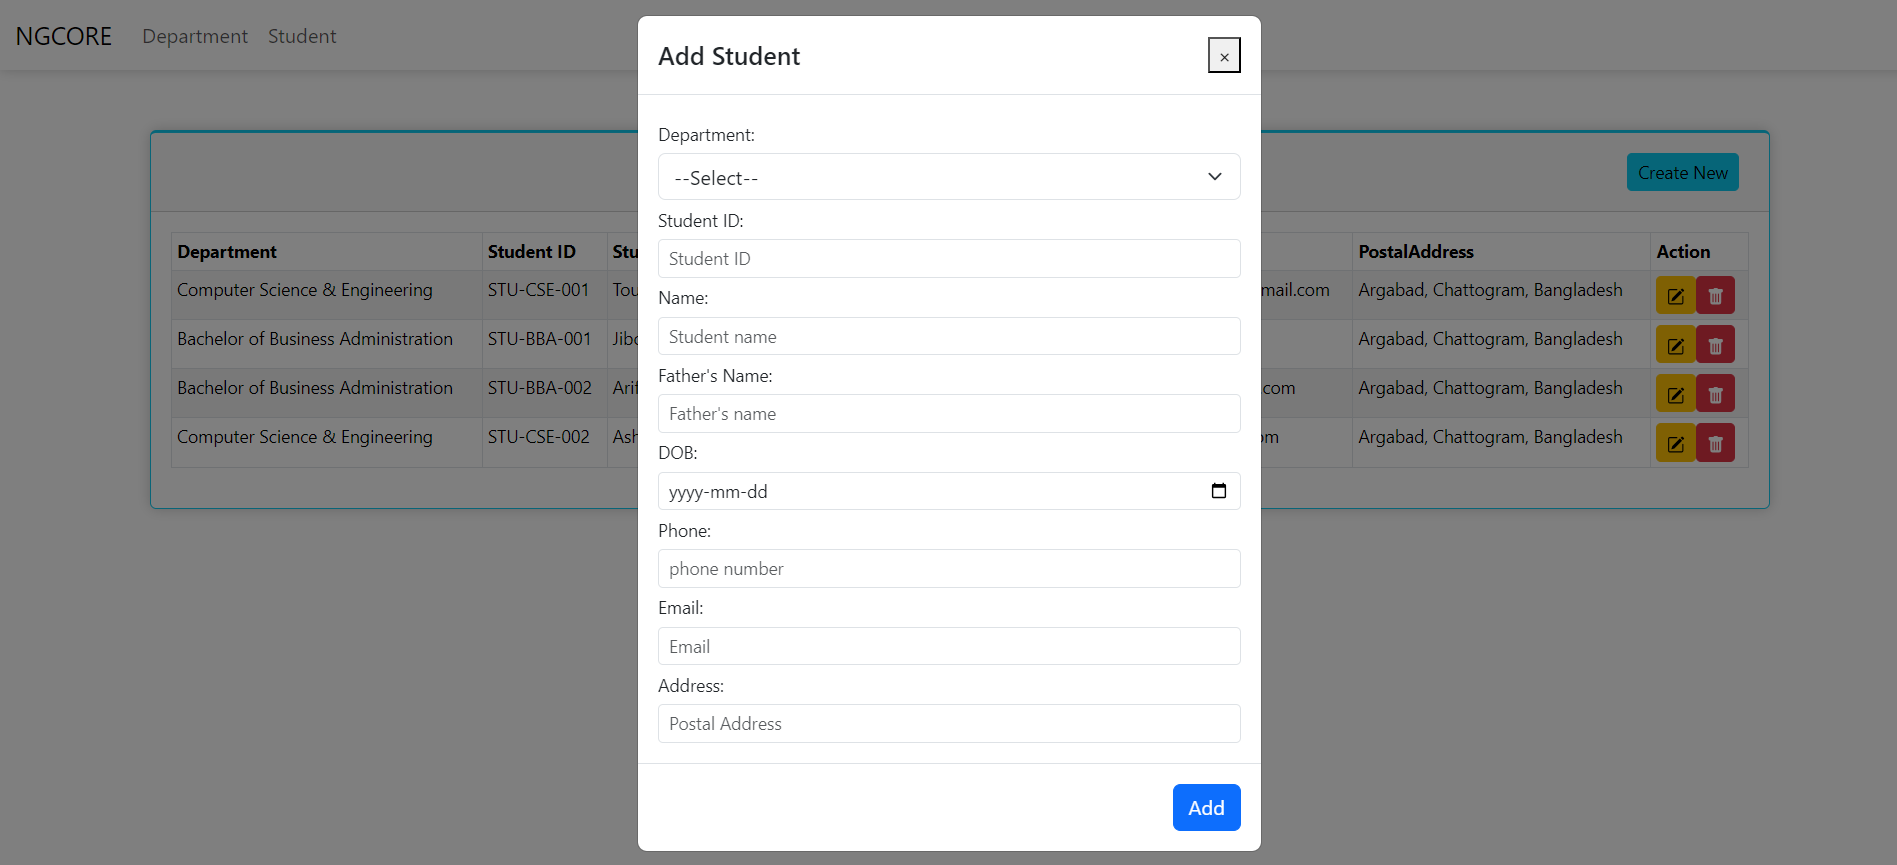 NGCORE Department Student
Add Student
×
Create New
Department:
--Select--
Student ID:
Student ID
Name:
Student name
Father's Name:
Father's name
DOB:
yyyy-mm-dd
Phone:
phone number
Email:
Email
Address:
Postal Address
Add
Department Student ID Stu PostalAddress Action
Computer Science & Engineering STU-CSE-001 Tou mail.com Argabad, Chattogram, Bangladesh
Bachelor of Business Administration STU-BBA-001 Argabad, Chattogram, Bangladesh
Bachelor of Business Administration STU-BBA-002 Arif .com Argabad, Chattogram, Bangladesh
Computer Science & Engineering STU-CSE-002 Ash Argabad, Chattogram, Bangladesh